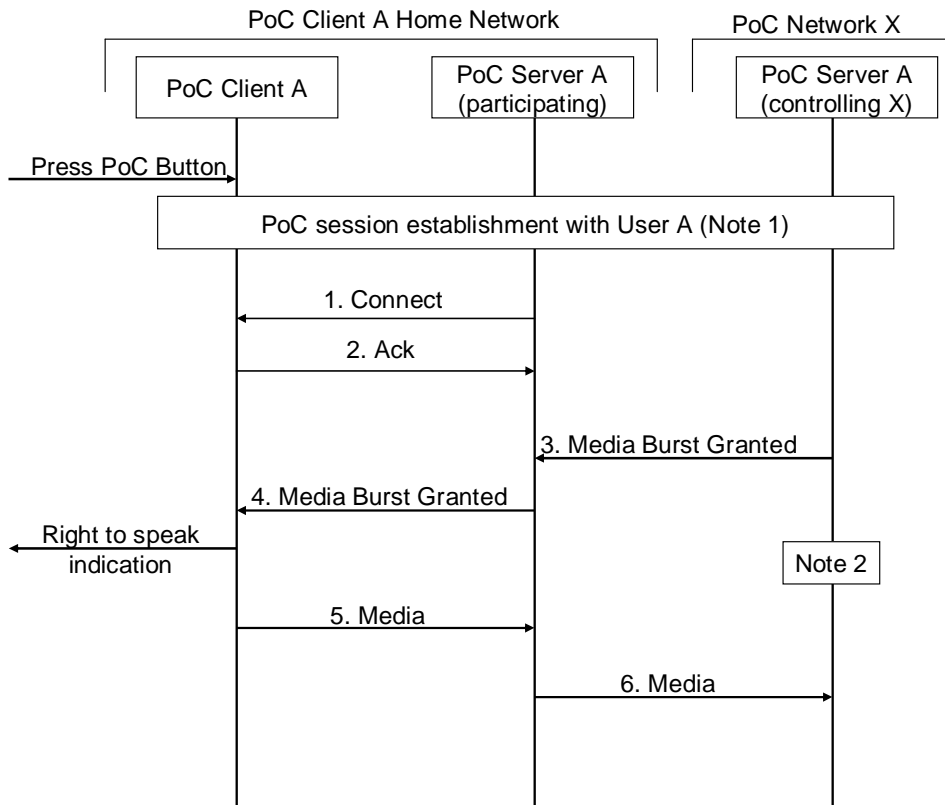 PoC Client A Home Network
PoC Network X
PoC Client A
PoC Server A
(participating)
PoC Server A
(controlling X)
Press PoC Button
PoC session establishment with User A (Note 1)
1. Connect
2. Ack
3. Media Burst Granted
4. Media Burst Granted
Right to speak
indication
Note 2
5. Media
6. Media